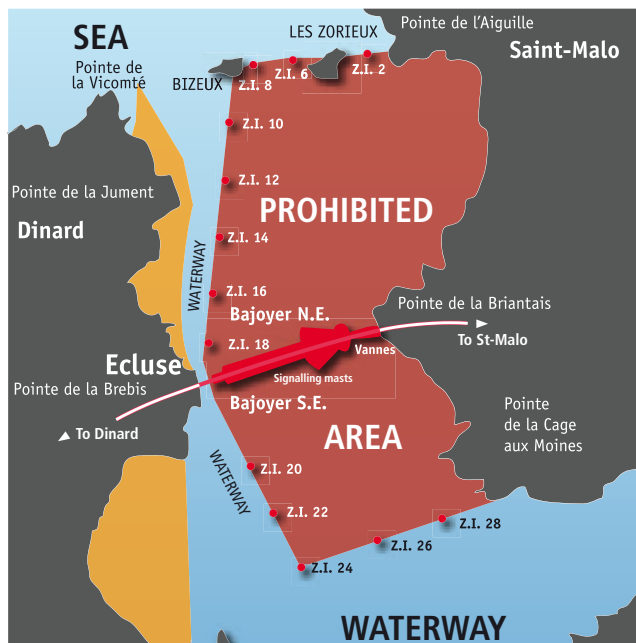 SEA
LES ZORIEUX
Pointe de l'Aiguille
Saint-Malo
Pointe de
la Vicomté
BIZEUX
Z.I. 8
Z.I. 6
Z.I. 2
Z.I. 10
Z.I. 12
Pointe de la Jument
Dinard
PROHIBITED
Z.I. 14
WATERWAY
Z.I. 16
Bajoyer N.E.
Pointe de la Briantais
To St-Malo
Z.I. 18
Vannes
Ecluse
Signalling masts
Pointe de la Brebis
Bajoyer S.E.
To Dinard
Pointe
de la Cage
aux Moines
AREA
WATERWAY
Z.I. 20
Z.I. 22
Z.I. 28
Z.I. 26
Z.I. 24
WATERWAY